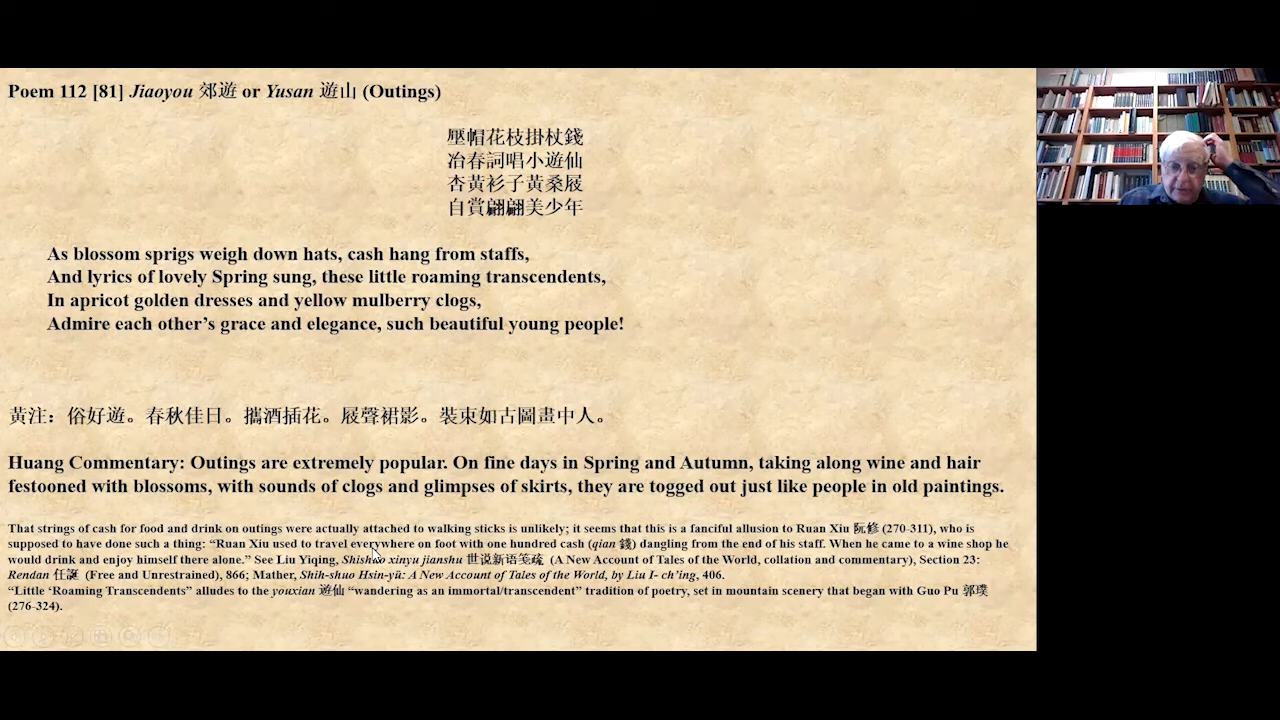 Poem 112 [81] Jiaoyou 郊遊 or Yusan 遊山 (Outings)
壓帽花枝掛杖錢
冶春詞唱小遊仙
杏黃衫子黃桑屐
自賞翩翩美少年
As blossom sprigs weigh down hats, cash hang from staffs,
And lyrics of lovely Spring sung, these little roaming transcendents,
In apricot golden dresses and yellow mulberry clogs,
Admire each other’s grace and elegance, such beautiful young people!
黃注：俗好遊。春秋佳日。攜酒插花。屐聲裙影。裝束如古圖畫中人。
Huang Commentary: Outings are extremely popular. On fine days in Spring and Autumn, taking along wine and hair
festooned with blossoms, with sounds of clogs and glimpses of skirts, they are togged out just like people in old paintings.
That strings of cash for food and drink on outings were actually attached to walking sticks is unlikely; it seems that this is a fanciful allusion to Ruan Xiu 阮修 (270-311), who is
supposed to have done such a thing: “Ruan Xiu used to travel everywhere on foot with one hundred cash (qian 錢) dangling from the end of his staff. When he came to a wine shop he
would drink and enjoy himself there alone.” See Liu Yiqing, Shishuo xinyu jianshu 世说新语笺疏 (A New Account of Tales of the World, collation and commentary), Section 23:
Rendan 任誕 (Free and Unrestrained), 866; Mather, Shih-shuo Hsin-yü: A New Account of Tales of the World, by Liu I- ch’ing, 406.
“Little ‘Roaming Transcendents” alludes to the youxian 遊仙 “wandering as an immortal/transcendent” tradition of poetry, set in mountain scenery that began with Guo Pu 郭璞
(276-324).